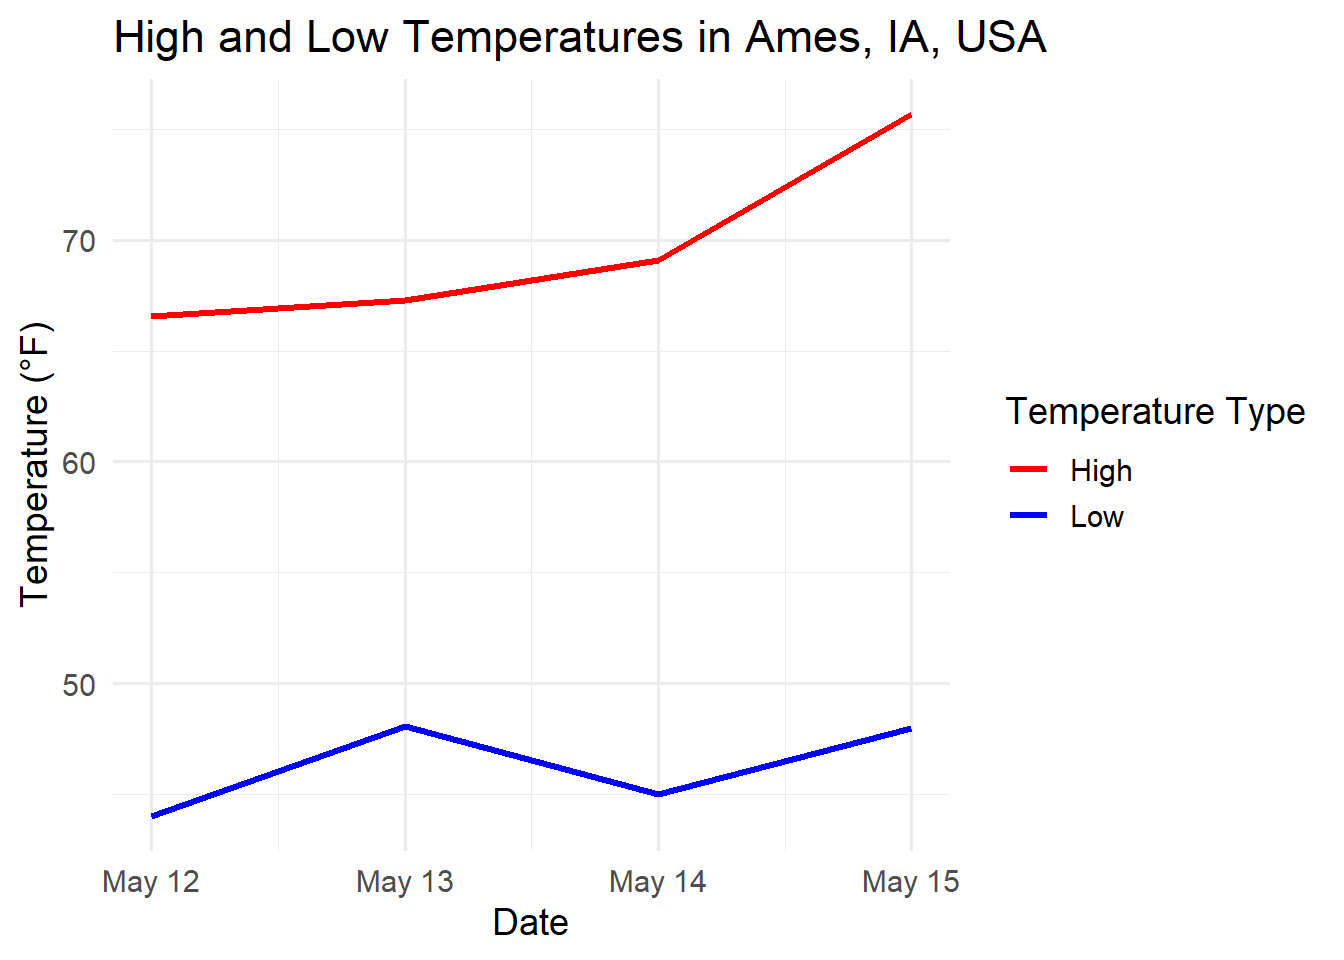 High and Low Temperatures in Ames, IA, USA
Temperature (°F)
70
60
50
May 12 May 13 May 14 May 15
Date
Temperature Type
High
Low